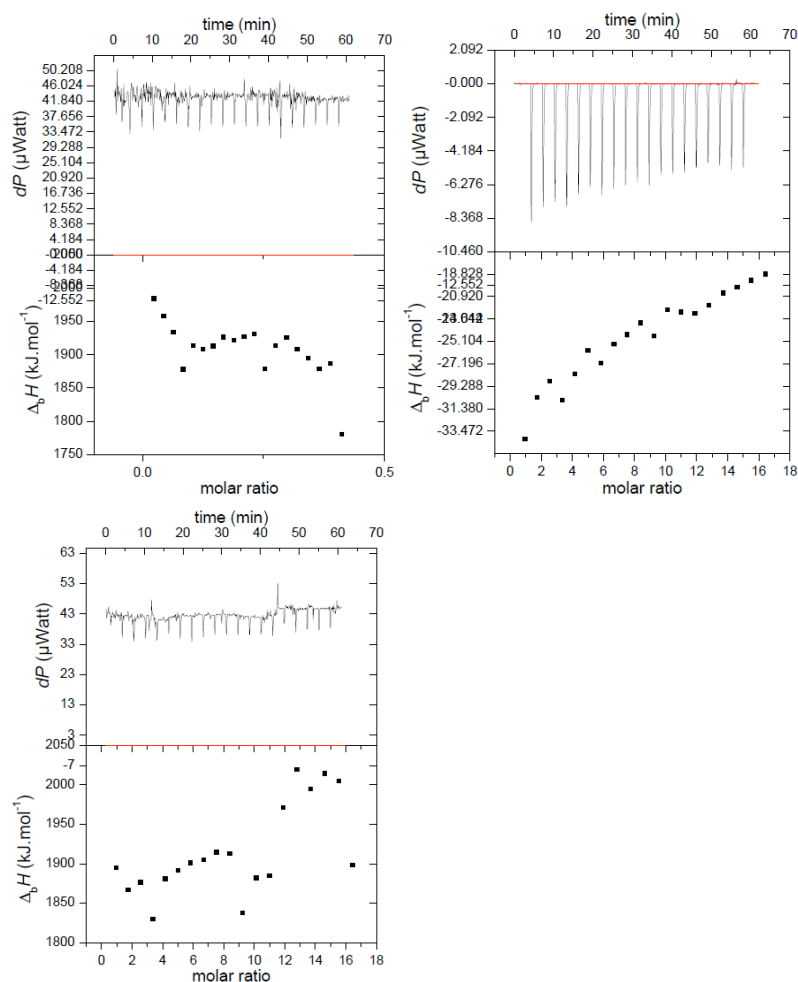 time (min)
0 10 20 30 40 50 60 70
50.208
46.024
41.840
37.656
33.472
29.288
25.104
20.920
16.736
12.552
8.368
4.184
dP (µWatt)
-4.184
2000
12.552
1950
1900
1850
1800
1750
ΔbH (kJ.mol⁻¹)
0.0 0.5
molar ratio
time (min)
0 10 20 30 40 50 60 70
2.092
-0.000
-2.092
-4.184
-6.276
-8.368
-10.460
dP (µWatt)
-18.828
-12.552
-20.920
-25.104
-27.196
-29.288
-31.380
-33.472
ΔbH (kJ.mol⁻¹)
0 2 4 6 8 10 12 14 16 18
molar ratio
time (min)
0 10 20 30 40 50 60 70
63
53
43
33
23
13
3
dP (µWatt)
2050
-7
2000
1950
1900
1850
1800
ΔbH (kJ.mol⁻¹)
0 2 4 6 8 10 12 14 16 18
molar ratio